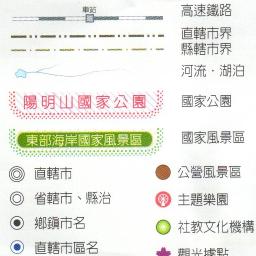 車站 高速鐵路
直轄市界
縣轄市界
河流·湖泊
陽明山國家公園 國家公園
東部海岸國家風景區 國家風景區
直轄市 公營風景區
省轄市、縣治 主題樂園
鄉鎮市名 社教文化機構
直轄市區名 觀光據點